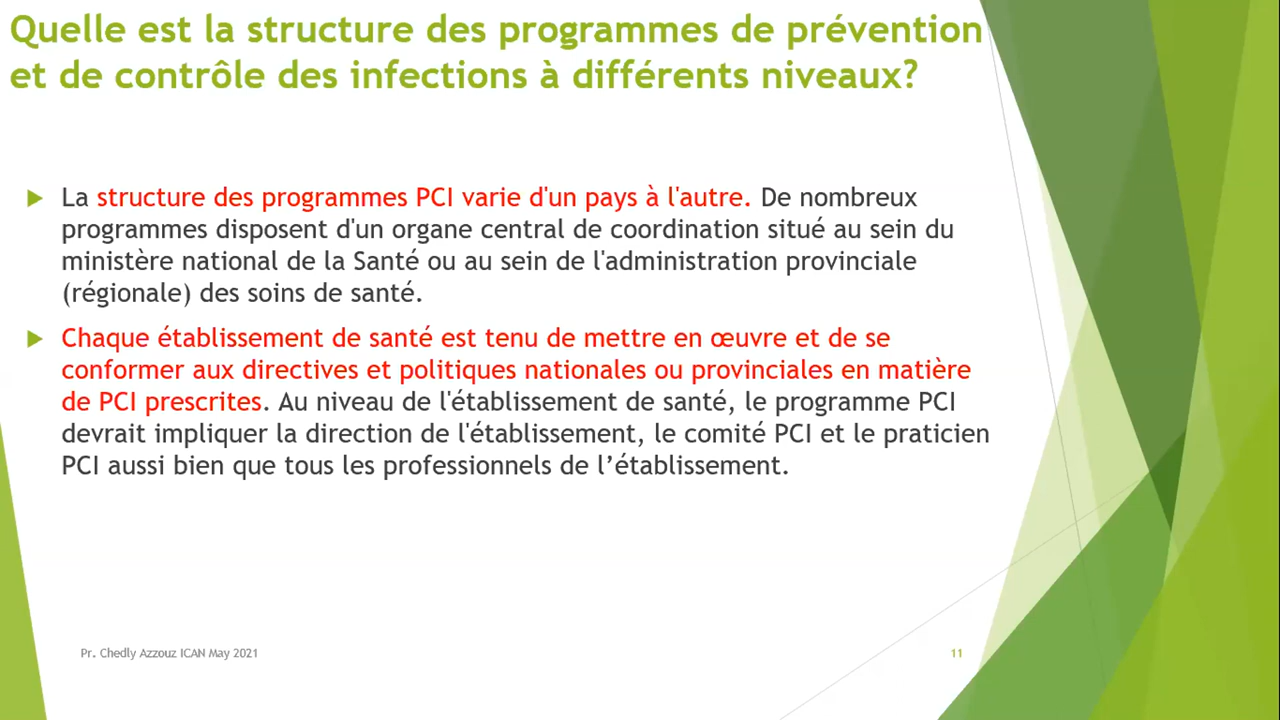 Quelle est la structure des programmes de prévention
et de contrôle des infections à différents niveaux?
La structure des programmes PCI varie d'un pays à l'autre. De nombreux
programmes disposent d'un organe central de coordination situé au sein du
ministère national de la Santé ou au sein de l'administration provinciale
(régionale) des soins de santé.
Chaque établissement de santé est tenu de mettre en œuvre et de se
conformer aux directives et politiques nationales ou provinciales en matière
de PCI prescrites. Au niveau de l'établissement de santé, le programme PCI
devrait impliquer la direction de l'établissement, le comité PCI et le praticien
PCI aussi bien que tous les professionnels de l’établissement.
Pr. Chedly Azzouz ICAN May 2021
11